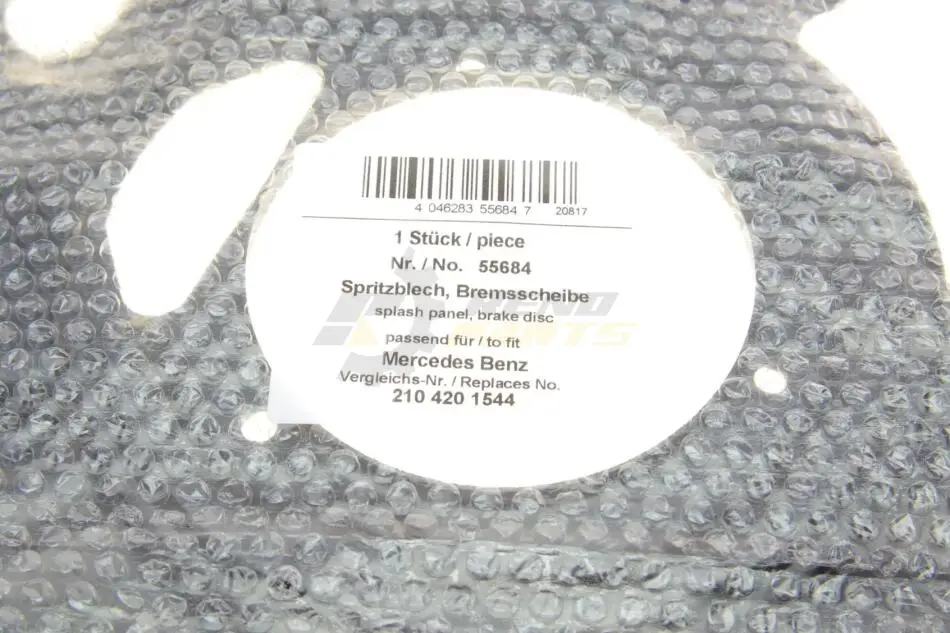 4 046283 55684 7 20817
1 Stück / piece
Nr. / No. 55684
Spritzblech, Bremsscheibe
splash panel, brake disc
passend für / to fit
Mercedes Benz
Vergleichs-Nr. / Replaces No.
210 420 1544
PARTS